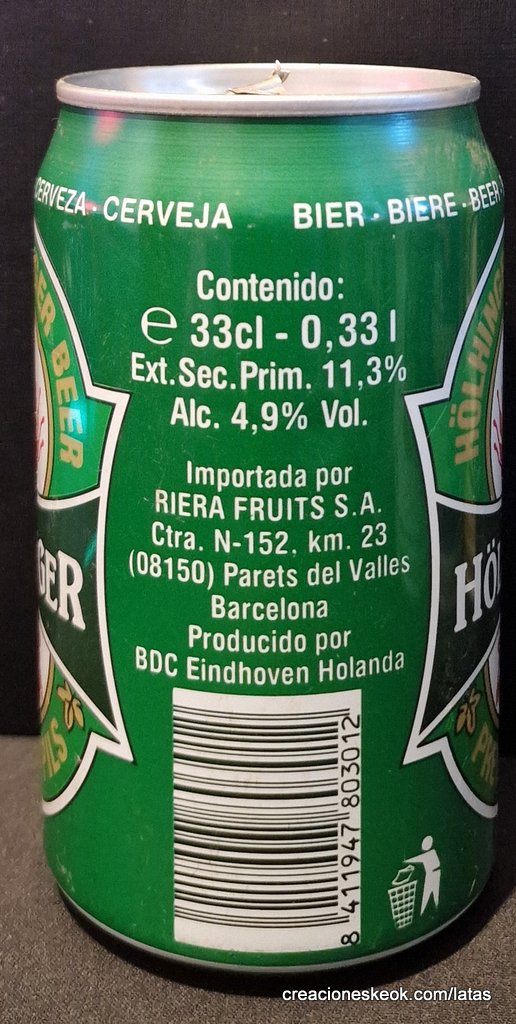 CERVEZA · CERVEJA BIER · BIERE · BEER
Contenido:
℮ 33cl - 0,33 l
Ext.Sec.Prim. 11,3%
Alc. 4,9% Vol.
Importada por
RIERA FRUITS S.A.
Ctra. N-152. km. 23
(08150) Parets del Valles
Barcelona
Producido por
BDC Eindhoven Holanda
8 411947 803012
BEER
creacioneskeok.com/latas